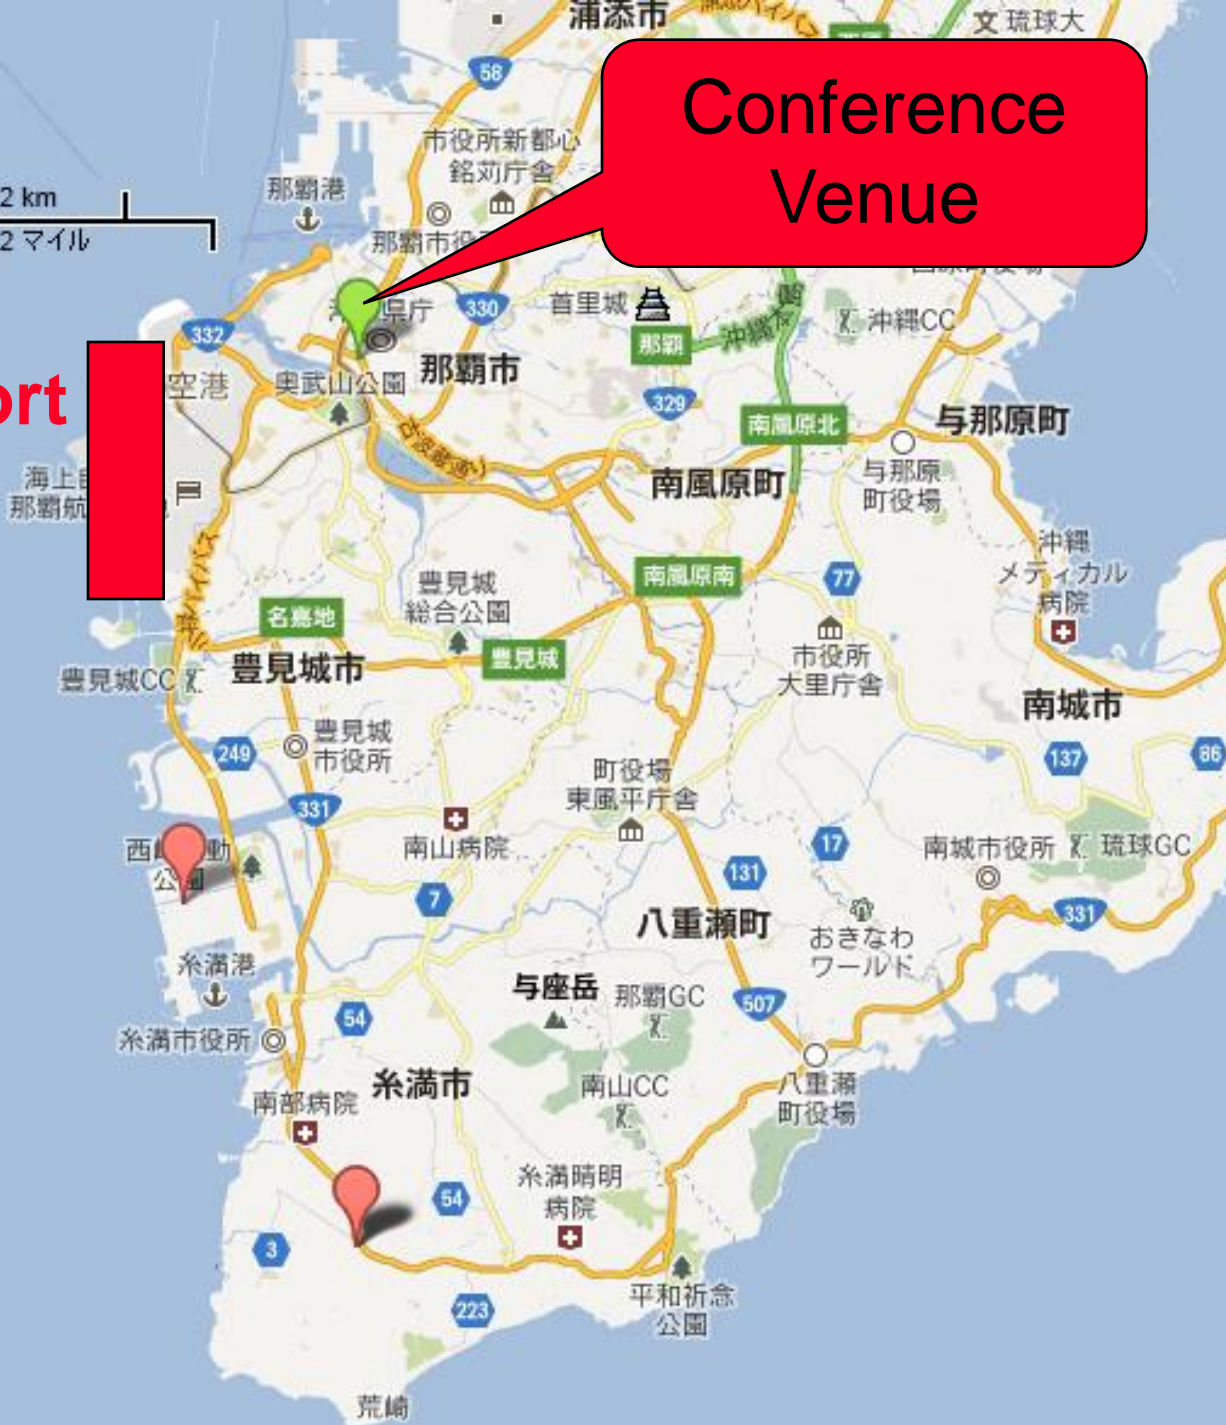 浦添市
文 琉球大
58
Conference
Venue
市役所新都心
銘苅庁舎
2 km
那覇港
2 マイル
那覇市役
首里城
330
県庁
沖縄CC
332
那覇
ort
空港
奥武山公園
那覇市
329
南風原北
与那原町
海上自
那覇航
南風原町
与那原
町役場
沖縄
メディカル
病院
南風原南
77
豊見城
総合公園
名嘉地
豊見城
市役所
大里庁舎
豊見城CC
豊見城市
南城市
249
豊見城
市役所
137
86
町役場
東風平庁舎
331
17
南城市役所
琉球GC
南山病院
131
7
公園
八重瀬町
331
おきなわ
ワールド
糸満港
与座岳
那覇GC
507
54
糸満市役所
糸満市
南山CC
八重瀬
町役場
南部病院
糸満晴明
病院
54
3
平和祈念
公園
223
荒崎